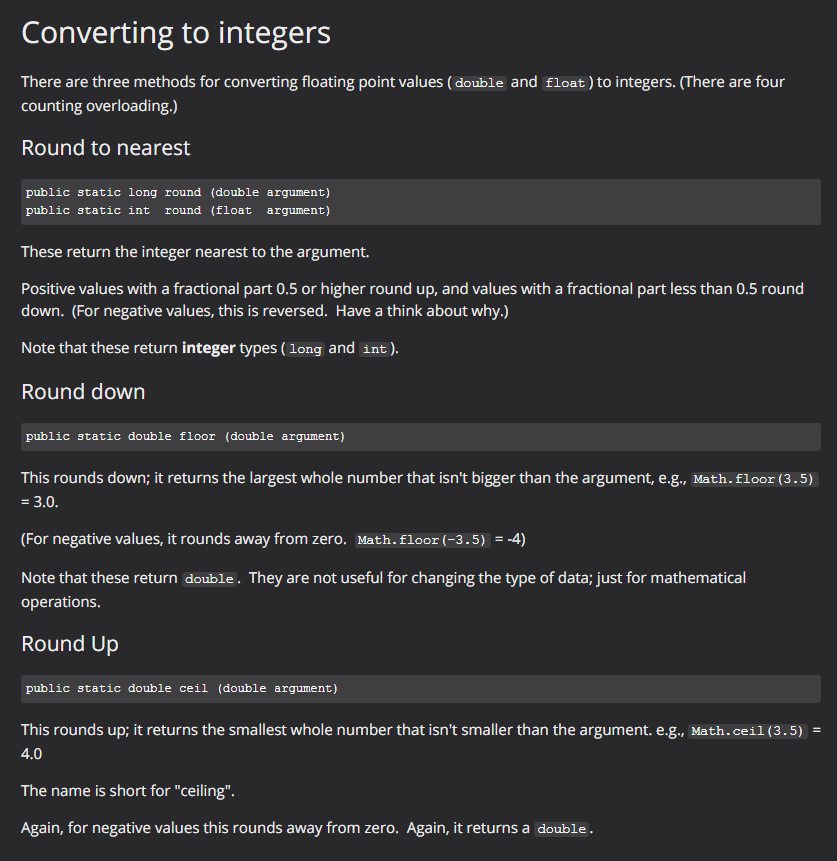 Converting to integers
There are three methods for converting floating point values (double and float) to integers. (There are four
counting overloading.)
Round to nearest
public static long round (double argument)
public static int  round (float  argument)
These return the integer nearest to the argument.
Positive values with a fractional part 0.5 or higher round up, and values with a fractional part less than 0.5 round
down.  (For negative values, this is reversed.  Have a think about why.)
Note that these return integer types (long and int).
Round down
public static double floor (double argument)
This rounds down; it returns the largest whole number that isn't bigger than the argument, e.g., Math.floor(3.5)
= 3.0.
(For negative values, it rounds away from zero.  Math.floor(-3.5) = -4)
Note that these return double.  They are not useful for changing the type of data; just for mathematical
operations.
Round Up
public static double ceil (double argument)
This rounds up; it returns the smallest whole number that isn't smaller than the argument. e.g., Math.ceil(3.5) =
4.0
The name is short for "ceiling".
Again, for negative values this rounds away from zero.  Again, it returns a double.